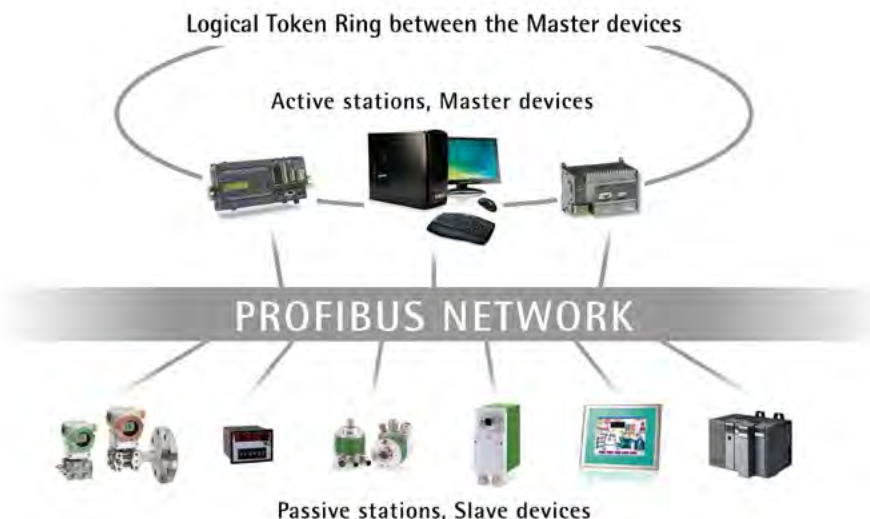 Logical Token Ring between the Master devices
Active stations, Master devices
PROFIBUS NETWORK
Passive stations, Slave devices